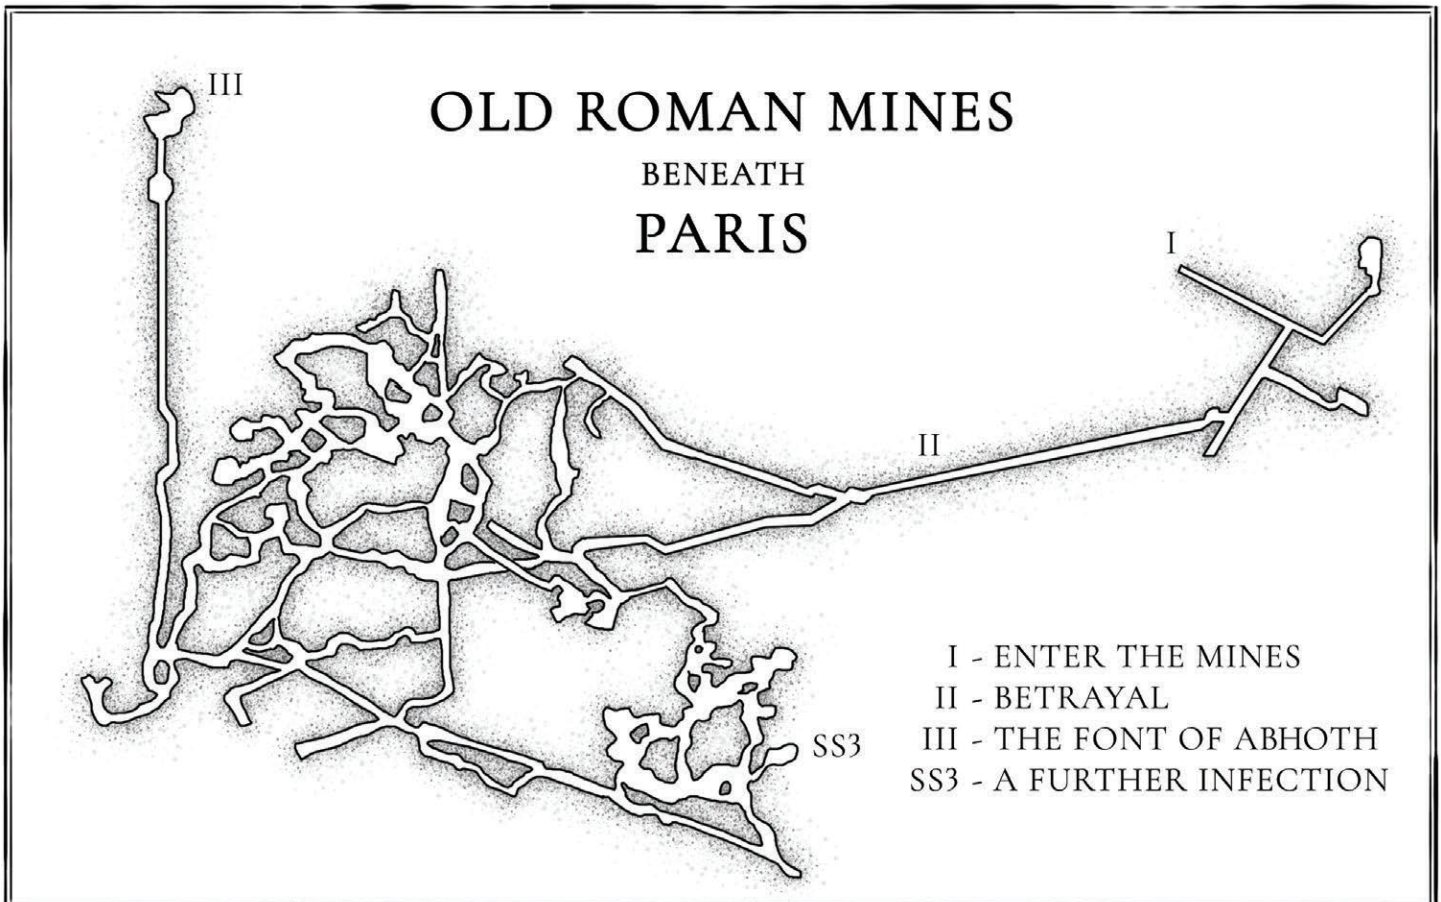 III
OLD ROMAN MINES
BENEATH
PARIS
I
II
I - ENTER THE MINES
II - BETRAYAL
III - THE FONT OF ABHOTH
SS3
SS3 - A FURTHER INFECTION